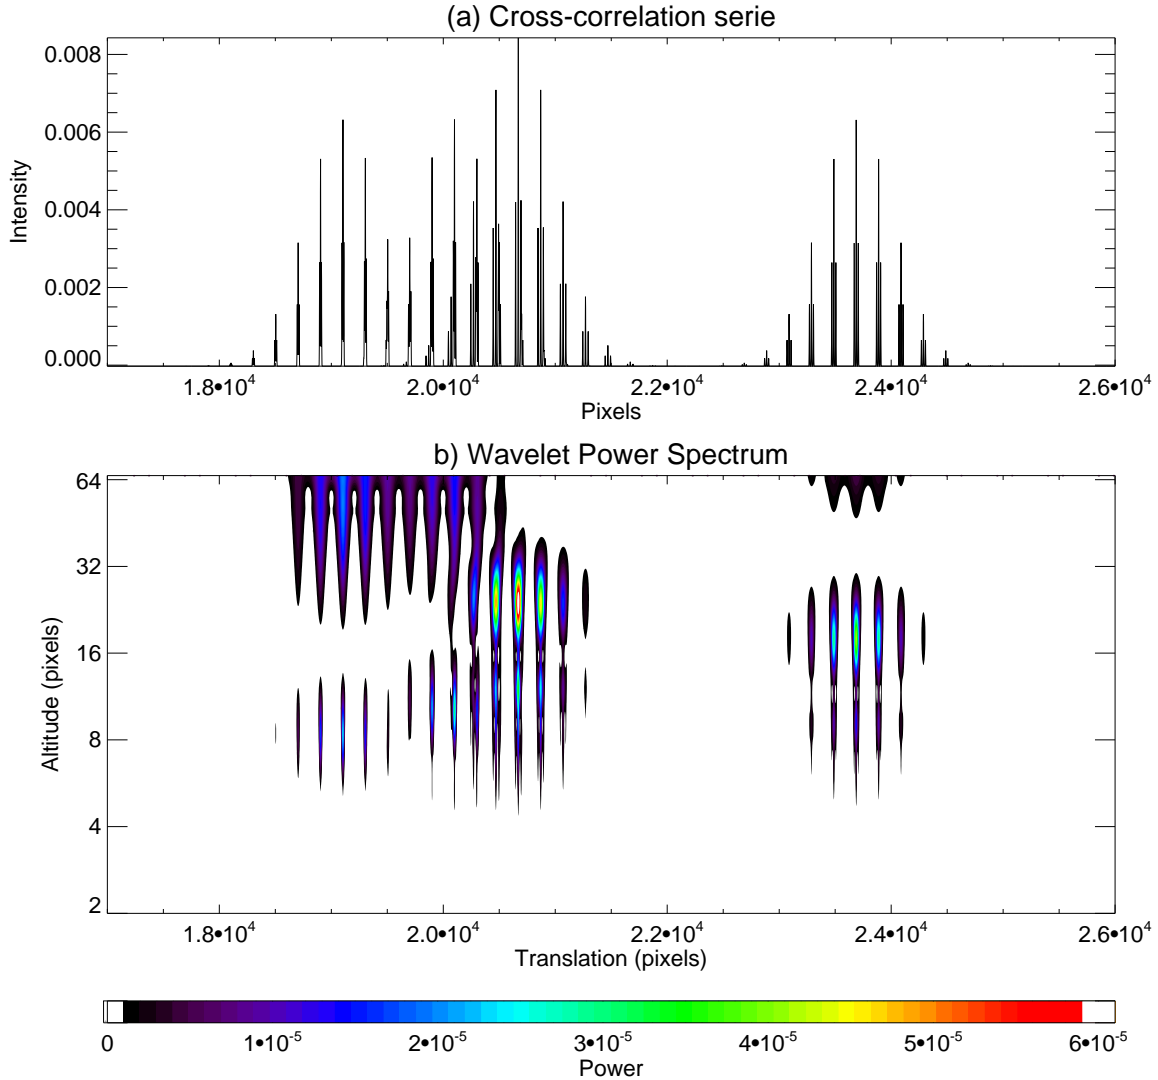 (a) Cross-correlation serie
0.008
0.006
0.004
0.002
0.000
Intensity
1.8•10⁴ 2.0•10⁴ 2.2•10⁴ 2.4•10⁴ 2.6•10⁴
Pixels
b) Wavelet Power Spectrum
64
32
16
8
4
2
Altitude (pixels)
1.8•10⁴ 2.0•10⁴ 2.2•10⁴ 2.4•10⁴ 2.6•10⁴
Translation (pixels)
0 1•10⁻⁵ 2•10⁻⁵ 3•10⁻⁵ 4•10⁻⁵ 5•10⁻⁵ 6•10⁻⁵
Power